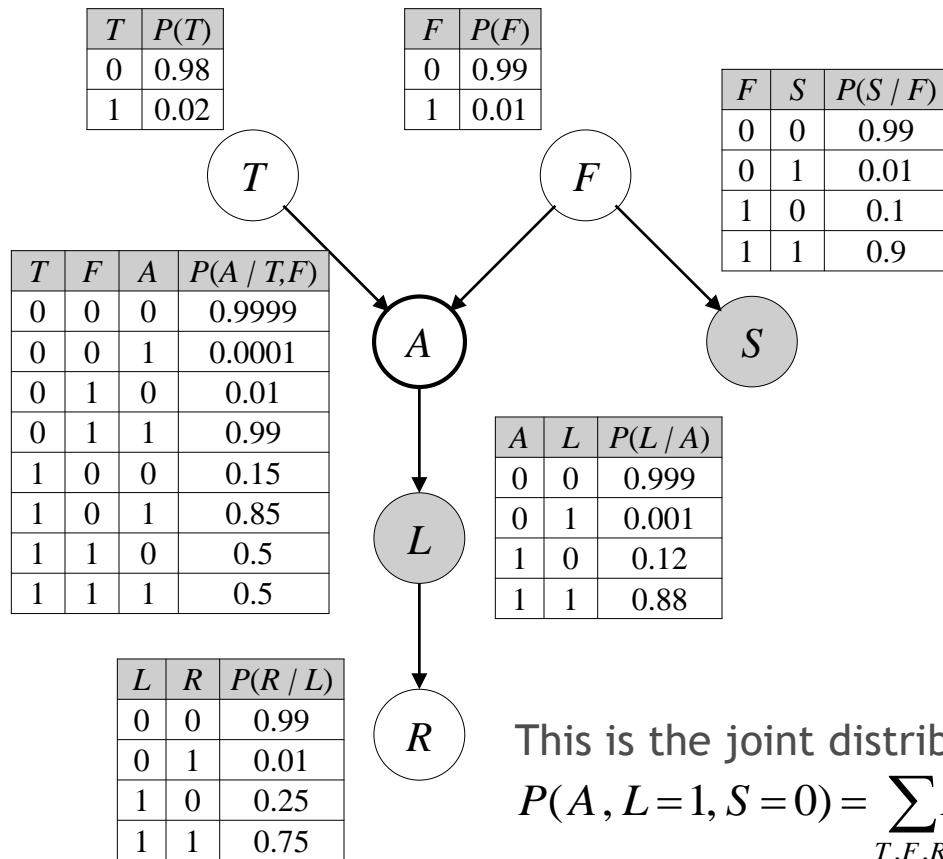 T P(T)
0 0.98
1 0.02
F P(F)
0 0.99
1 0.01
F S P(S / F)
0 0 0.99
0 1 0.01
1 0 0.1
1 1 0.9
T
F
T F A P(A / T,F)
0 0 0 0.9999
0 0 1 0.0001
0 1 0 0.01
0 1 1 0.99
1 0 0 0.15
1 0 1 0.85
1 1 0 0.5
1 1 1 0.5
A
S
A L P(L / A)
0 0 0.999
0 1 0.001
1 0 0.12
1 1 0.88
L
L R P(R / L)
0 0 0.99
0 1 0.01
1 0 0.25
1 1 0.75
R
This is the joint distrib
P(A, L=1, S=0) = ∑
T,F,R